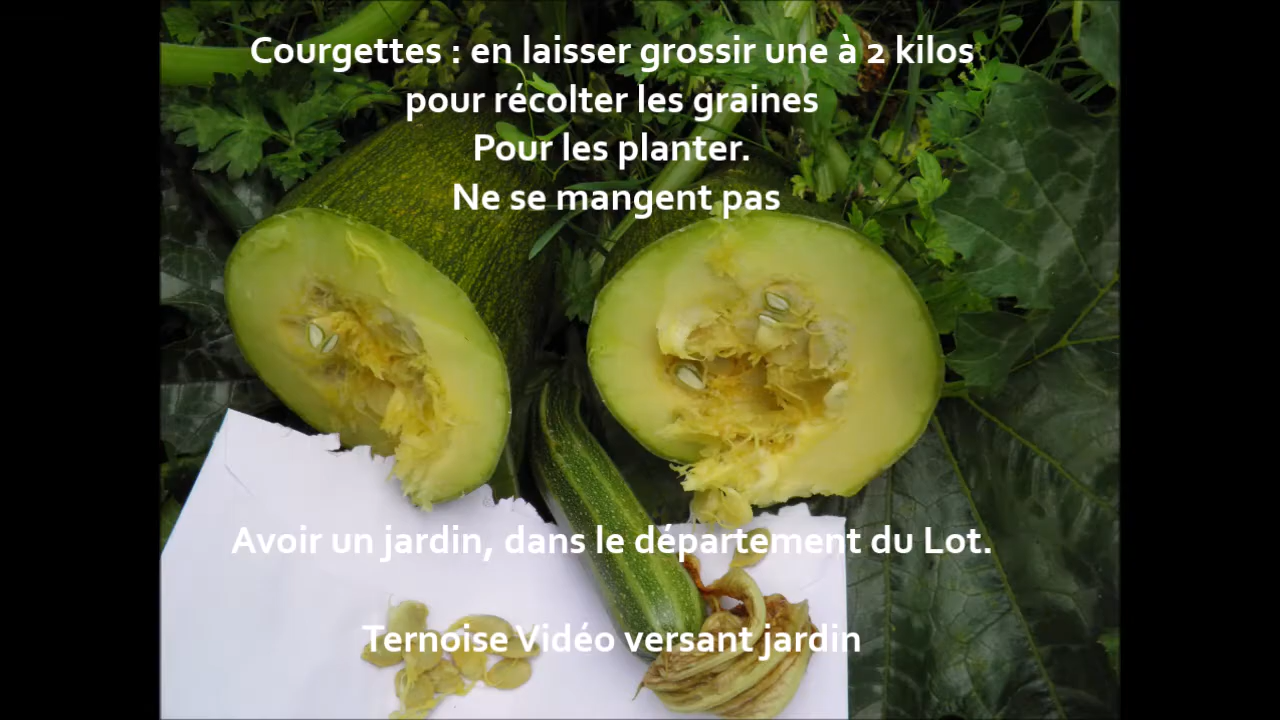 Courgettes : en laisser grossir une à 2 kilos
pour récolter les graines
Pour les planter.
Ne se mangent pas
Avoir un jardin, dans le département du Lot.
Ternoise Vidéo versant jardin